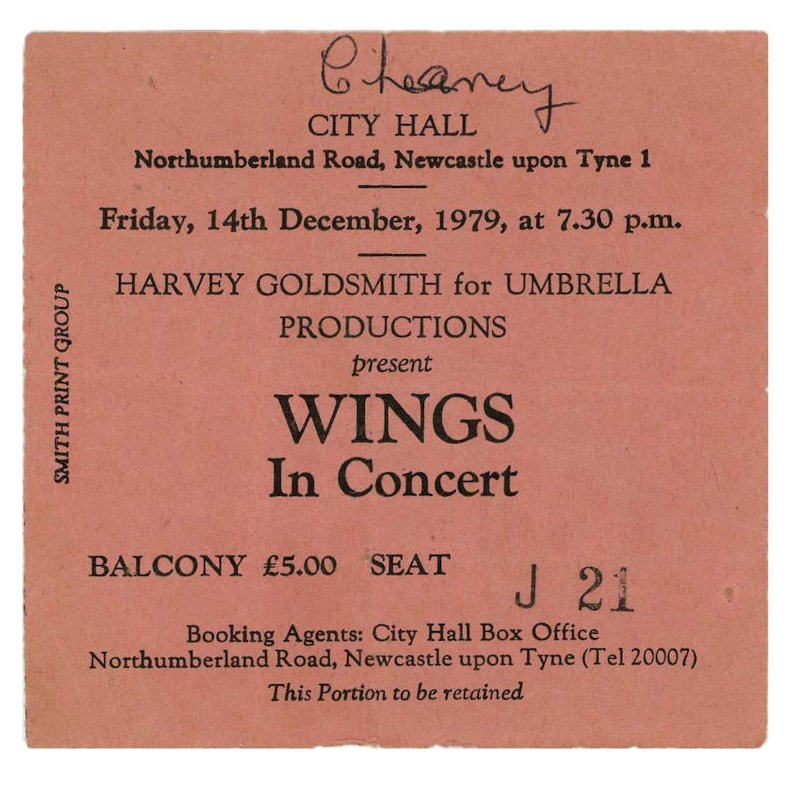 CITY HALL
Northumberland Road, Newcastle upon Tyne 1
Friday, 14th December, 1979, at 7.30 p.m.
HARVEY GOLDSMITH for UMBRELLA
PRODUCTIONS
present
WINGS
In Concert
SMITH PRINT GROUP
BALCONY £5.00 SEAT J 21
Booking Agents: City Hall Box Office
Northumberland Road, Newcastle upon Tyne (Tel 20007)
This Portion to be retained